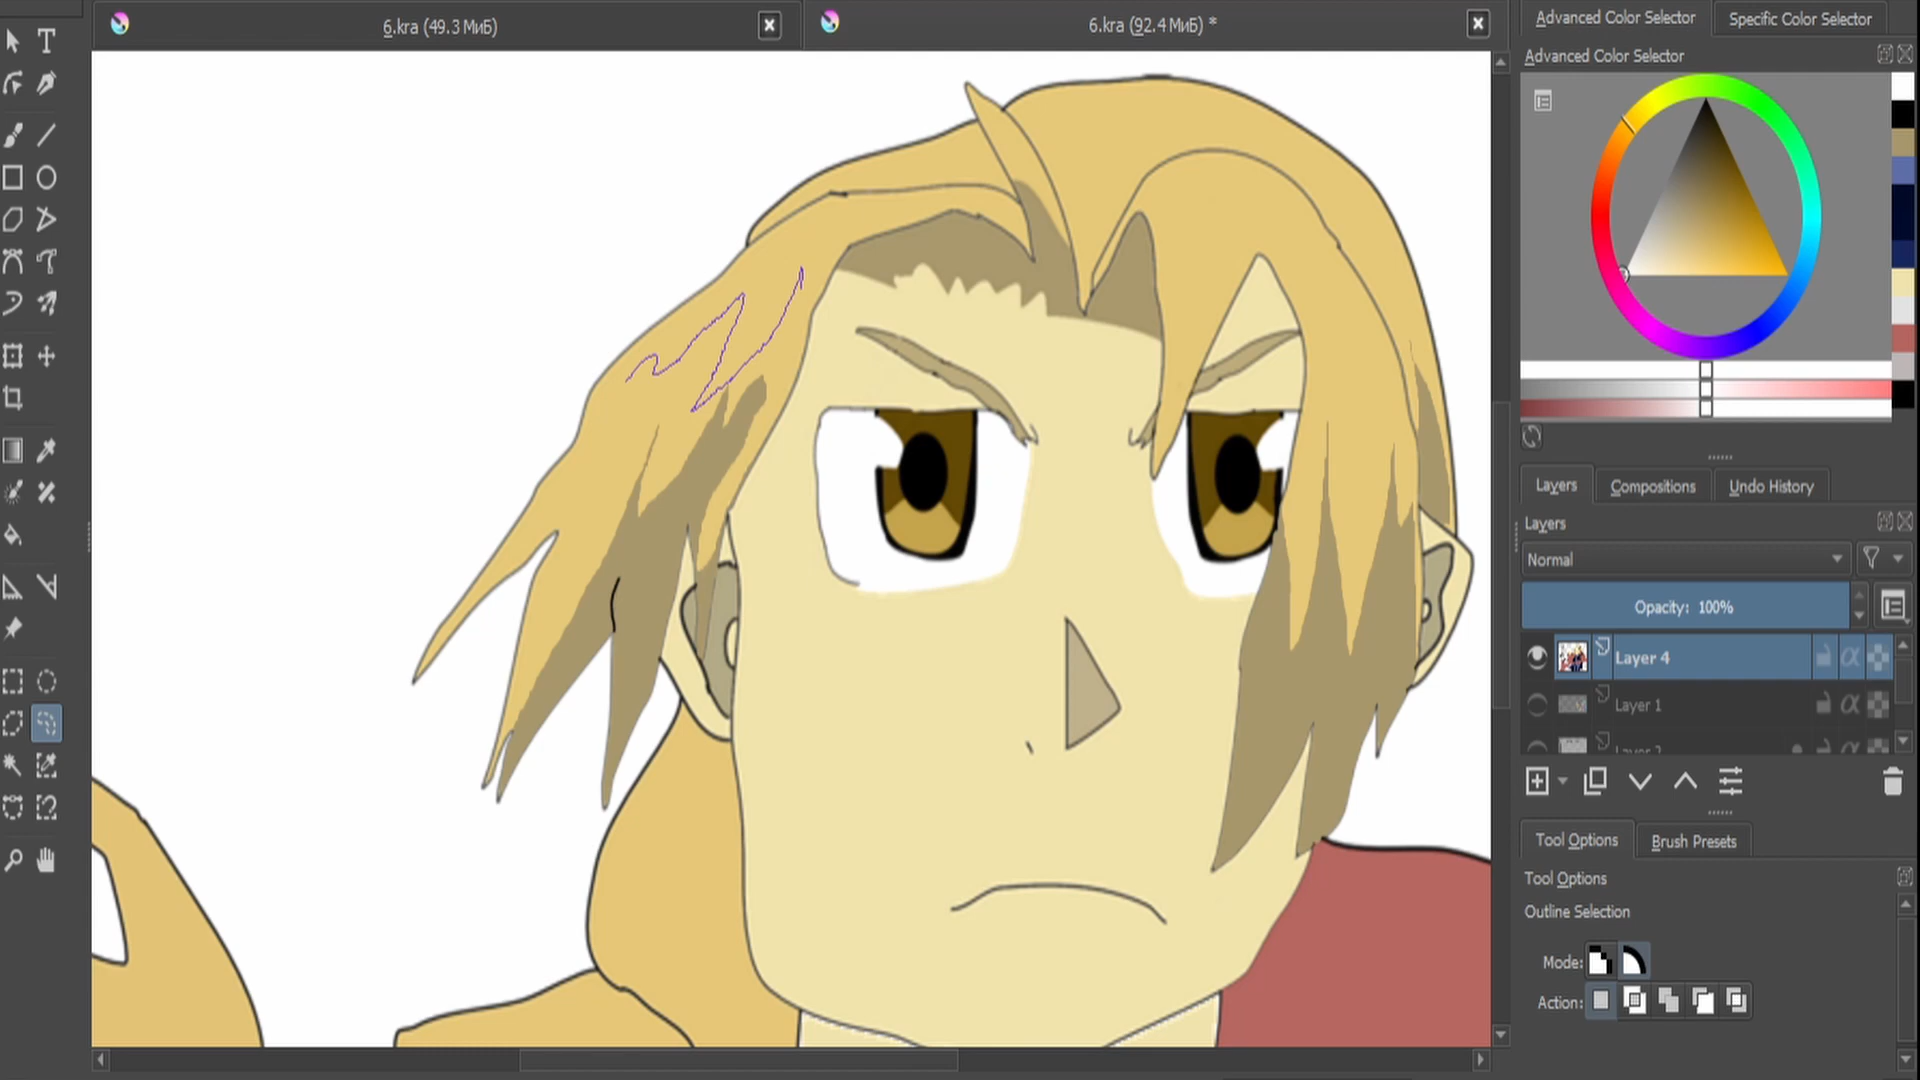 6.kra (49.3 МиБ)
6.kra (92.4 МиБ) *
Advanced Color Selector
Specific Color Selector
Advanced Color Selector
Layers
Compositions
Undo History
Layers
Normal
Opacity: 100%
Layer 4
Layer 1
Tool Options
Brush Presets
Tool Options
Outline Selection
Mode:
Action: